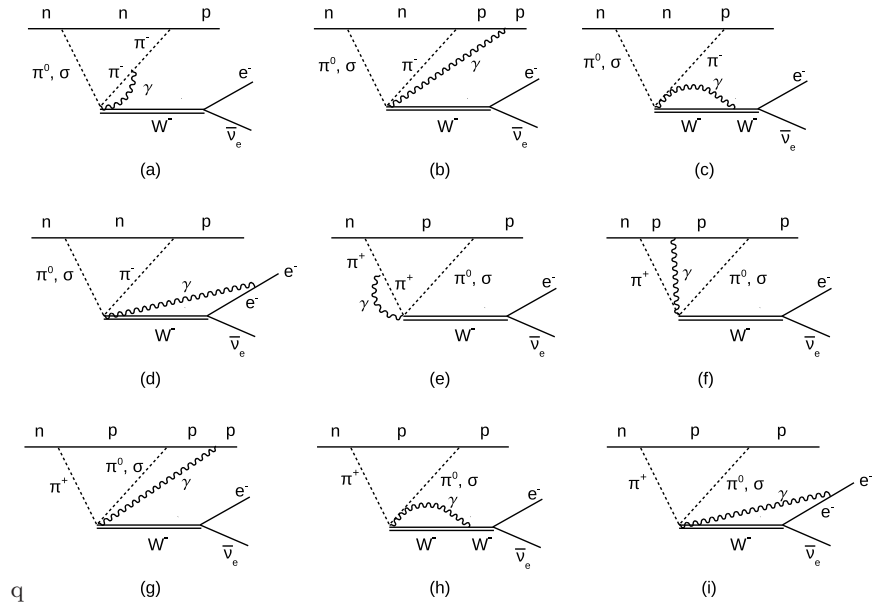 n n p
π⁻
π⁰, σ π⁻ γ e⁻
W⁻ ν̅ₑ
(a)
n n p p
π⁰, σ π⁻ γ e⁻
W⁻ ν̅ₑ
(b)
n n p
π⁰, σ π⁻
γ e⁻
W⁻ W⁻ ν̅ₑ
(c)
n n p
π⁰, σ π⁻ γ e⁻
e⁻
W⁻ ν̅ₑ
(d)
n p p
π⁺ π⁺ π⁰, σ
γ e⁻
W⁻ ν̅ₑ
(e)
n p p p
π⁺ γ π⁰, σ e⁻
W⁻ ν̅ₑ
(f)
n p p p
π⁺ π⁰, σ γ e⁻
W⁻ ν̅ₑ
(g)
n p p
π⁺ π⁰, σ
γ e⁻
W⁻ W⁻ ν̅ₑ
(h)
n p p
π⁺ π⁰, σ γ e⁻
e⁻
W⁻ ν̅ₑ
(i)
q